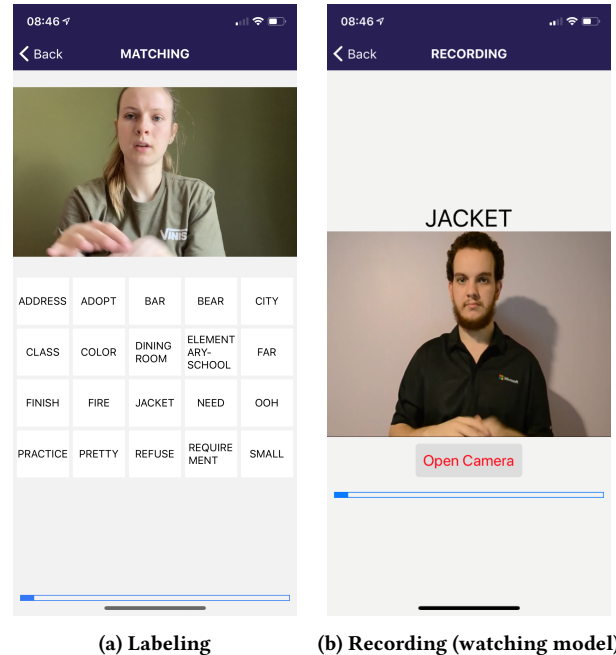 08:46
Back
MATCHING
VANS
ADDRESS ADOPT BAR BEAR CITY
CLASS COLOR DINING ROOM ELEMENT ARY- SCHOOL FAR
FINISH FIRE JACKET NEED OOH
PRACTICE PRETTY REFUSE REQUIRE MENT SMALL
(a) Labeling
08:46
Back
RECORDING
JACKET
Microsoft
Open Camera
(b) Recording (watching model)